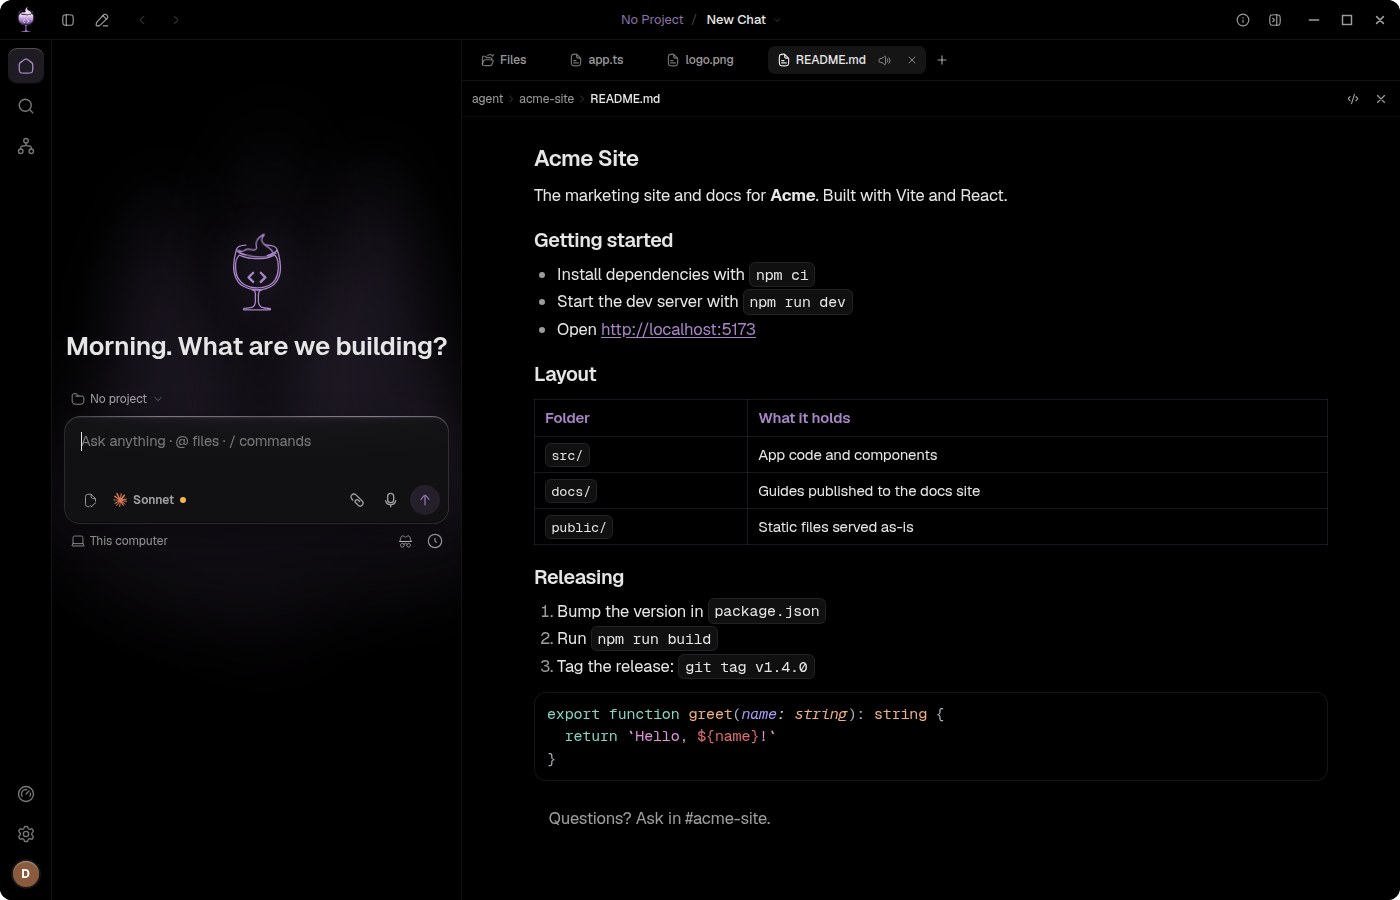 No Project / New Chat
Files
app.ts
logo.png
README.md
agent › acme-site › README.md
Morning. What are we building?
No project
Ask anything · @ files · / commands
Sonnet
This computer
D
Acme Site
The marketing site and docs for Acme. Built with Vite and React.
Getting started
• Install dependencies with npm ci
• Start the dev server with npm run dev
• Open http://localhost:5173
Layout
Folder What it holds
src/ App code and components
docs/ Guides published to the docs site
public/ Static files served as-is
Releasing
1. Bump the version in package.json
2. Run npm run build
3. Tag the release: git tag v1.4.0
export function greet(name: string): string {
  return `Hello, ${name}!`
}
Questions? Ask in #acme-site.